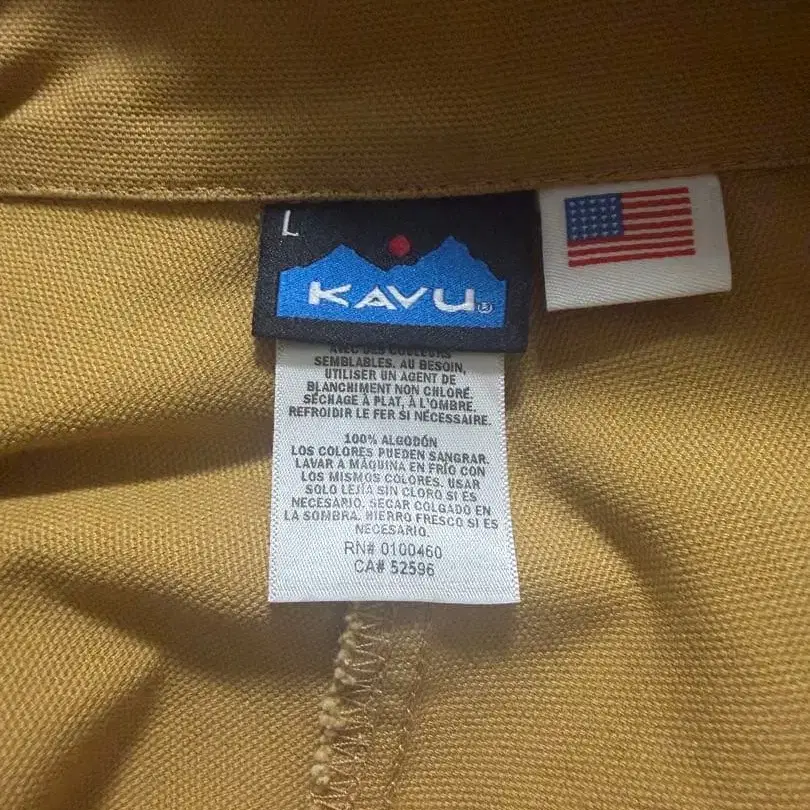 L
KAVU®
AVEC DES COULEURS
SEMBLABLES. AU BESOIN,
UTILISER UN AGENT DE
BLANCHIMENT NON CHLORÉ.
SÉCHAGE À PLAT, À L'OMBRE.
REFROIDIR LE FER SI NÉCESSAIRE.
100% ALGODÓN
LOS COLORES PUEDEN SANGRAR.
LAVAR A MÁQUINA EN FRÍO CON
LOS MISMOS COLORES. USAR
SOLO LEJÍA SIN CLORO SI ES
NECESARIO. SECAR COLGADO EN
LA SOMBRA. HIERRO FRESCO SI ES
NECESARIO.
RN# 0100460
CA# 52596